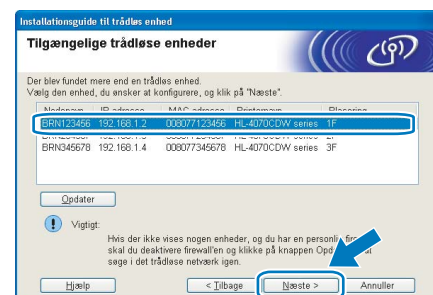 Installationsguide til trådløs enhed
Tilgængelige trådløse enheder
Der blev fundet mere end en trådløs enhed.
Vælg den enhed, du ønsker at konfigurere, og klik på "Næste".
Nodenavn IP-adresse MAC-adresse Printernavn Placering
BRN123456 192.168.1.2 008077123456 HL-4070CDW series 1F
BRN345678 192.168.1.4 008077345678 HL-4070CDW series 3F
Opdater
Vigtigt:
Hvis der ikke vises nogen enheder, og du har en personlig
skal du deaktivere firewall'en og klikke på knappen
søge i det trådløse netværk igen.
Hjælp
< Tilbage
Næste >
Annuller